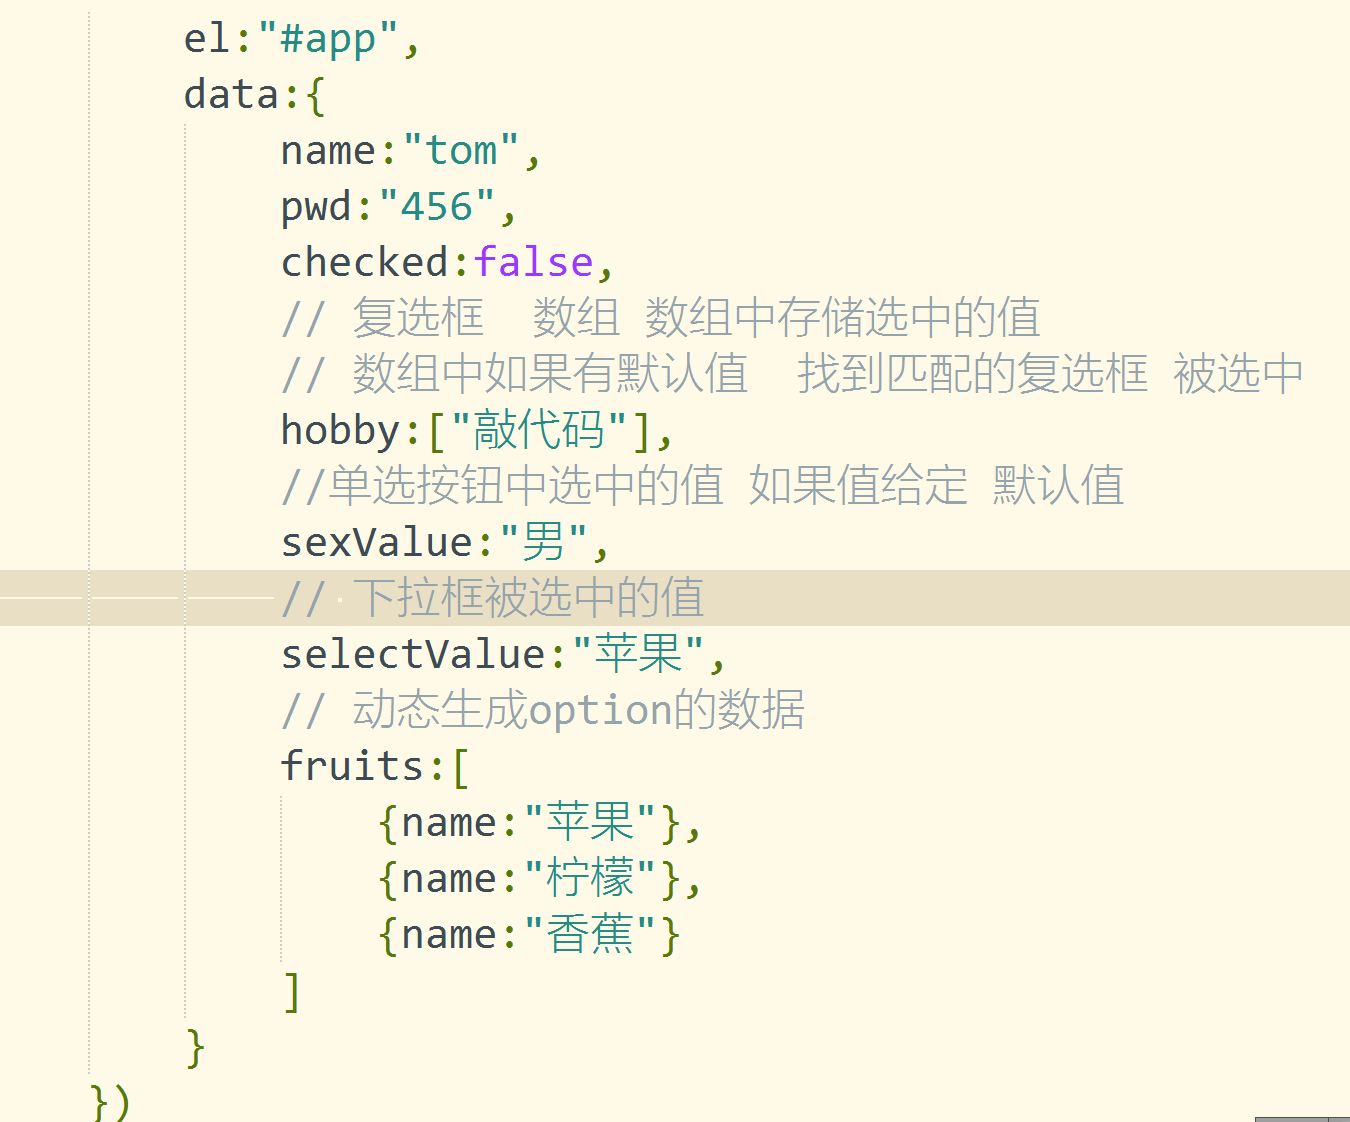 el:"#app",
data:{
name:"tom",
pwd:"456",
checked:false,
// 复选框  数组 数组中存储选中的值
// 数组中如果有默认值  找到匹配的复选框 被选中
hobby:["敲代码"],
//单选按钮中选中的值 如果值给定 默认值
sexValue:"男",
// 下拉框被选中的值
selectValue:"苹果",
// 动态生成option的数据
fruits:[
{name:"苹果"},
{name:"柠檬"},
{name:"香蕉"}
]
}
})